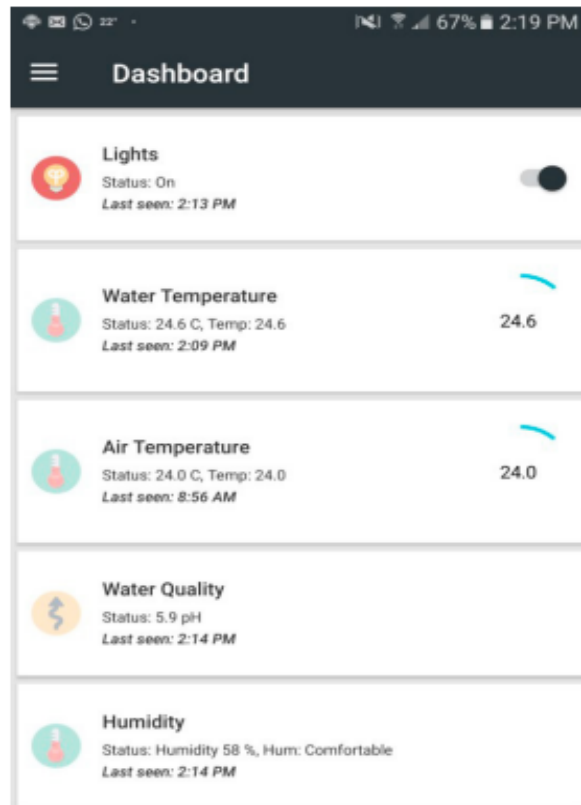 22° 67% 2:19 PM
Dashboard
Lights
Status: On
Last seen: 2:13 PM
Water Temperature
Status: 24.6 C, Temp: 24.6
Last seen: 2:09 PM
24.6
Air Temperature
Status: 24.0 C, Temp: 24.0
Last seen: 8:56 AM
24.0
Water Quality
Status: 5.9 pH
Last seen: 2:14 PM
Humidity
Status: Humidity 58 %, Hum: Comfortable
Last seen: 2:14 PM